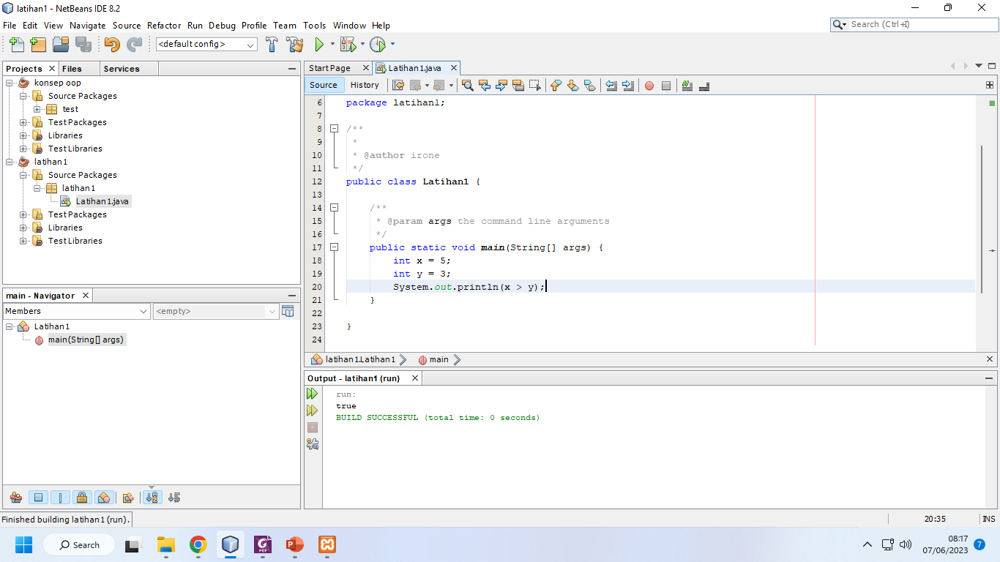 latihan1 - NetBeans IDE 8.2
File Edit View Navigate Source Refactor Run Debug Profile Team Tools Window Help
Search (Ctrl+I)
<default config>
Projects Files Services
konsep oop
Source Packages
test
Test Packages
Libraries
Test Libraries
latihan1
Source Packages
latihan1
Latihan1.java
Test Packages
Libraries
Test Libraries
main - Navigator
Members
<empty>
Latihan1
main(String[] args)
Start Page
Latihan1.java
Source History
6 package latihan1;
7
8 /**
9 *
10 * @author irone
11 */
12 public class Latihan1 {
13
14 /**
15 * @param args the command line arguments
16 */
17 public static void main(String[] args) {
18 int x = 5;
19 int y = 3;
20 System.out.println(x > y);
21 }
22
23 }
24
latihan1.Latihan1 main
Output - latihan1 (run)
run:
true
BUILD SUCCESSFUL (total time: 0 seconds)
Finished building latihan1 (run).
20:35 INS
Search
PDF
08:17
07/06/2023
7